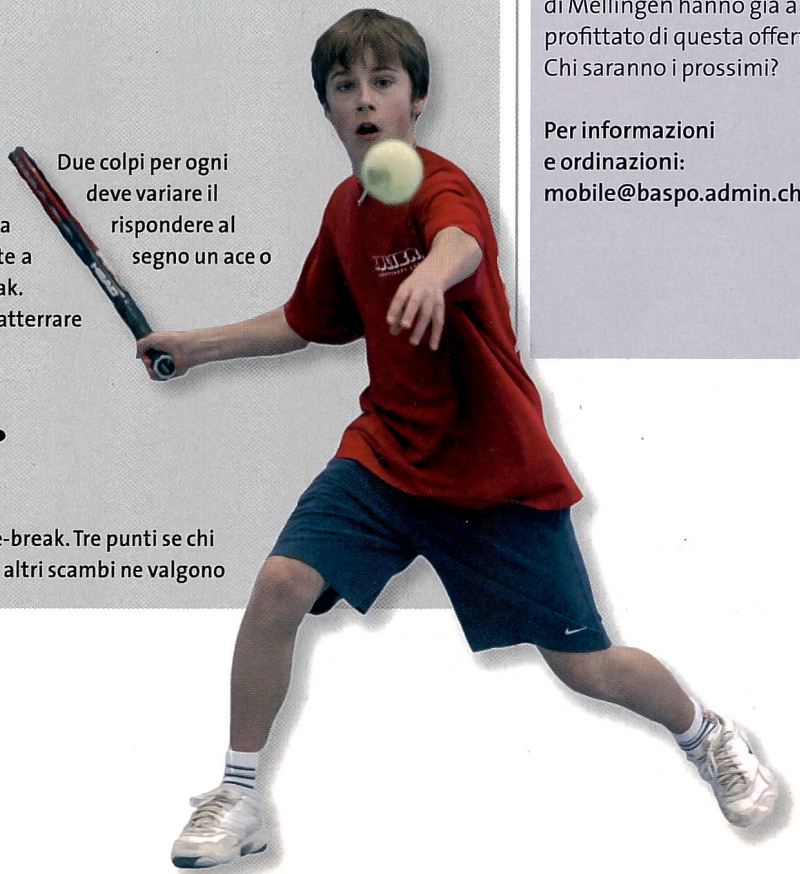 Due colpi per ogni
deve variare il
a rispondere al
te a segno un ace o
ak.
atterrare
e-break. Tre punti se chi
altri scambi ne valgono
di Mellingen hanno già a
profittato di questa offer
Chi saranno i prossimi?
Per informazioni
e ordinazioni:
mobile@baspo.admin.ch
HEAD